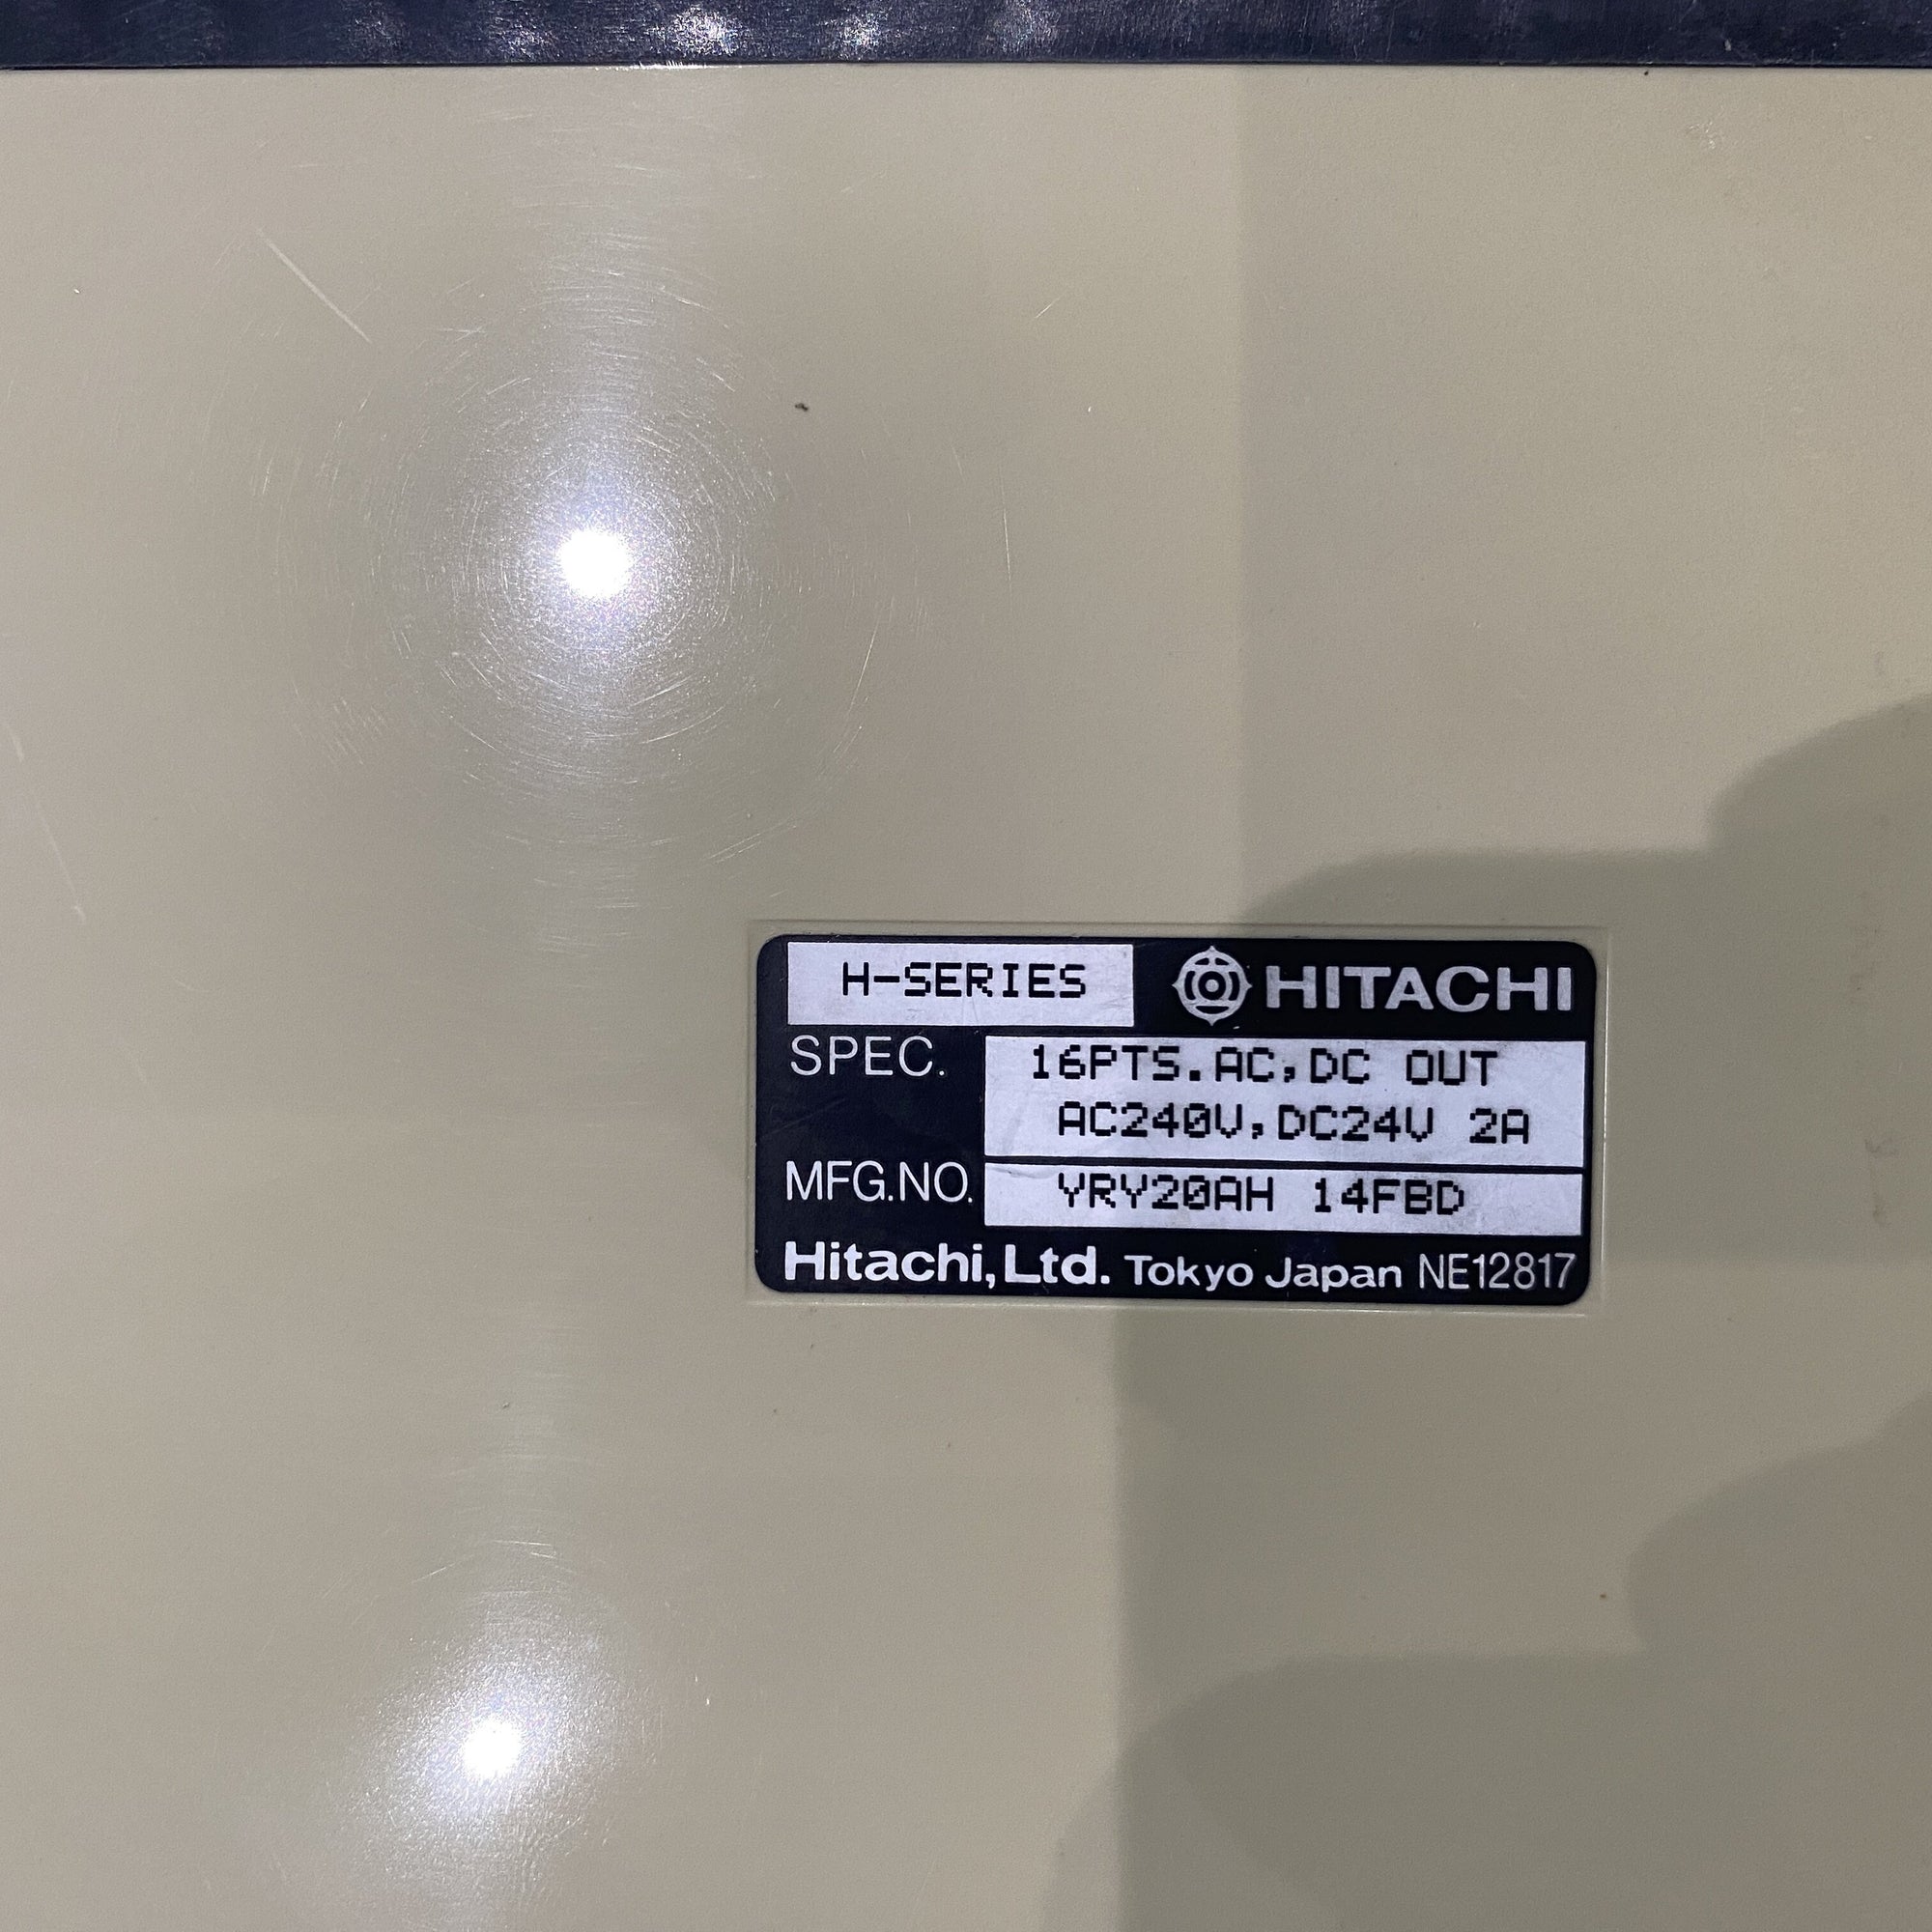 H-SERIES HITACHI
SPEC. 16PTS.AC,DC OUT
AC240V,DC24V 2A
MFG.NO. YRY20AH 14FBD
Hitachi,Ltd. Tokyo Japan NE12817